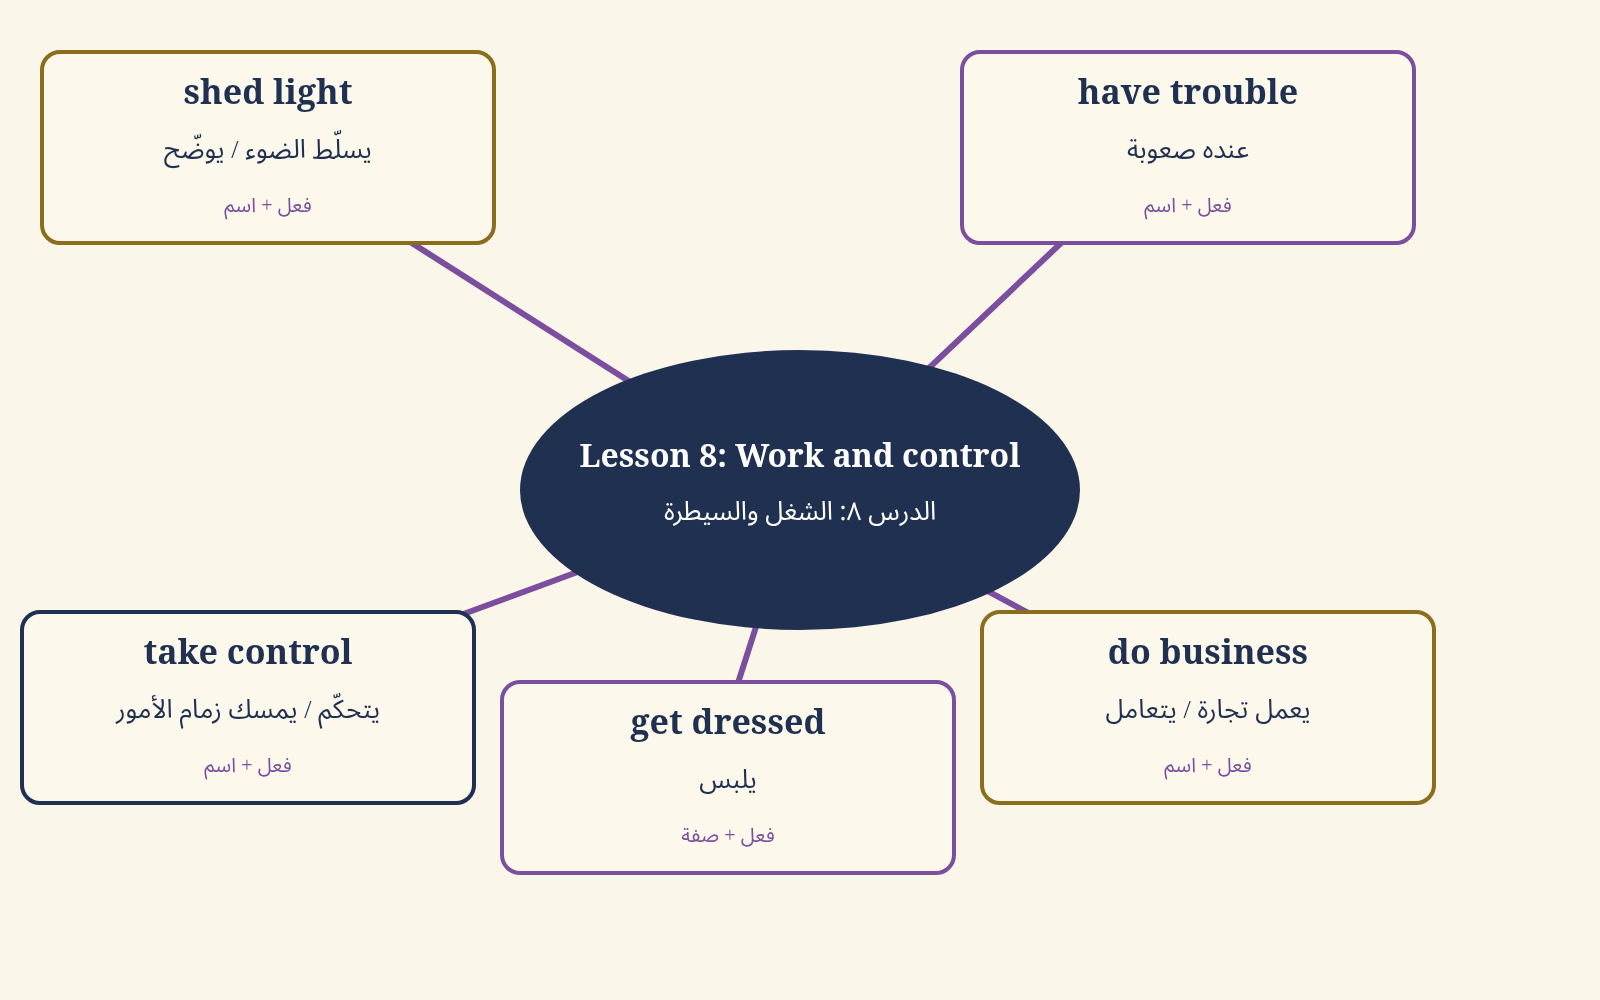 shed light
يسلّط الضوء / يوضّح
فعل + اسم
have trouble
عنده صعوبة
فعل + اسم
Lesson 8: Work and control
الدرس ٨: الشغل والسيطرة
take control
يتحكّم / يمسك زمام الأمور
فعل + اسم
get dressed
يلبس
فعل + صفة
do business
يعمل تجارة / يتعامل
فعل + اسم